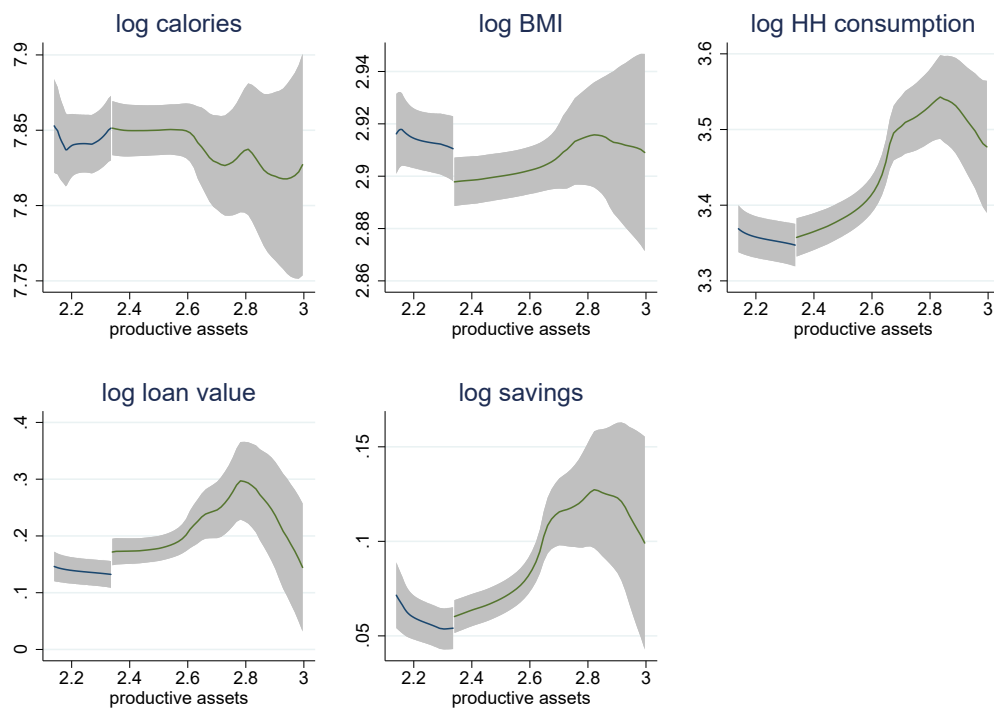 log calories
7.9
7.85
7.8
7.75
2.2 2.4 2.6 2.8 3
productive assets
log BMI
2.94
2.92
2.9
2.88
2.86
2.2 2.4 2.6 2.8 3
productive assets
log HH consumption
3.6
3.5
3.4
3.3
2.2 2.4 2.6 2.8 3
productive assets
log loan value
.4
.3
.2
.1
0
2.2 2.4 2.6 2.8 3
productive assets
log savings
.15
.1
.05
2.2 2.4 2.6 2.8 3
productive assets